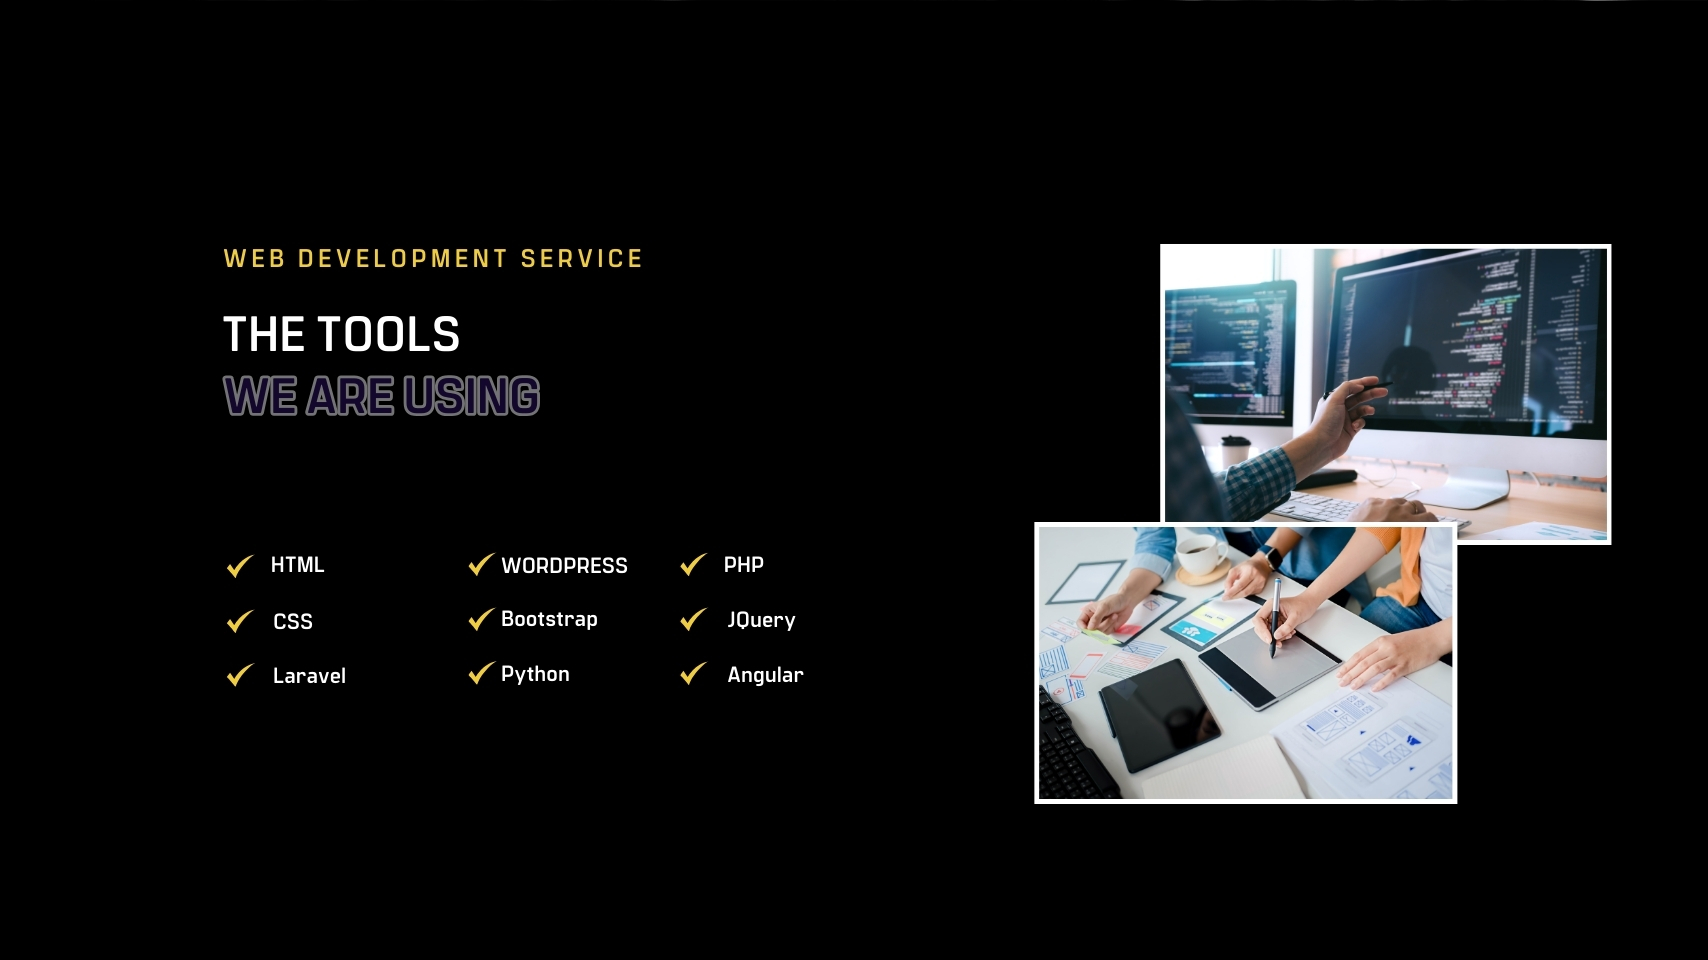 WEB DEVELOPMENT SERVICE
THE TOOLS
WE ARE USING
HTML
WORDPRESS
PHP
CSS
Bootstrap
JQuery
Laravel
Python
Angular